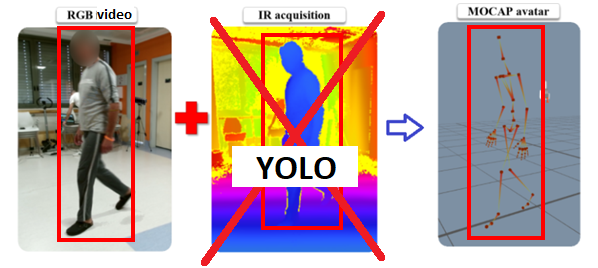 RGB video
IR acquisition
MOCAP avatar
YOLO